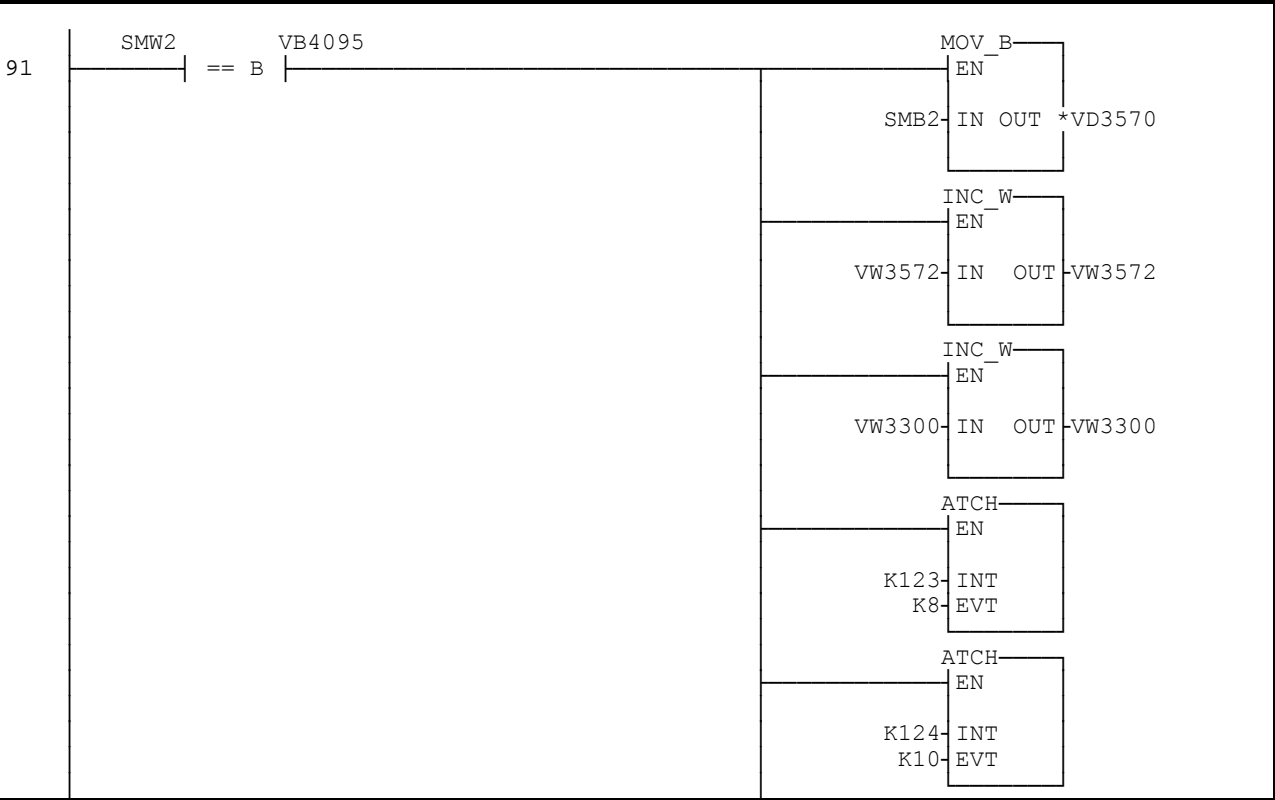 SMW2 VB4095 MOV_B
91 == B EN
SMB2 IN OUT *VD3570
INC_W
EN
VW3572 IN OUT VW3572
INC_W
EN
VW3300 IN OUT VW3300
ATCH
EN
K123 INT
K8 EVT
ATCH
EN
K124 INT
K10 EVT